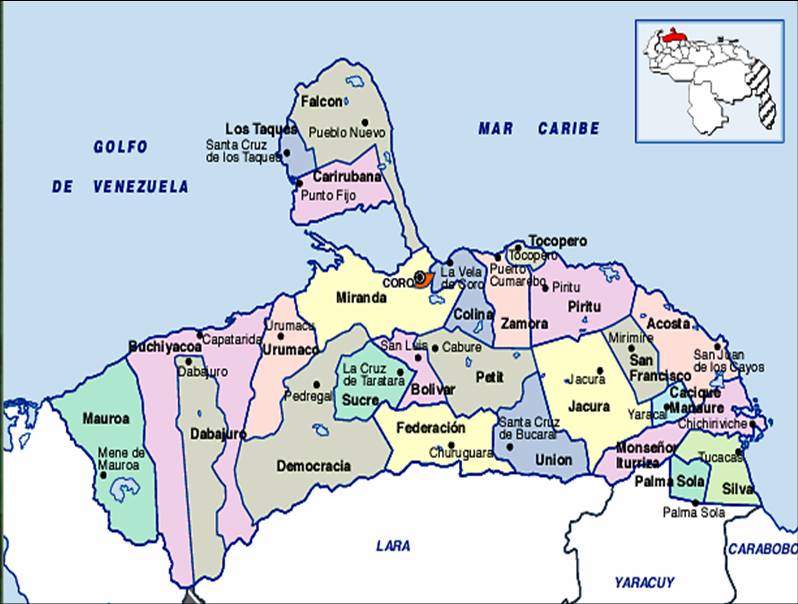 Falcon
Los Taques
Pueblo Nuevo
MAR CARIBE
GOLFO
DE VENEZUELA
Santa Cruz
de los Taques
Carirubana
Punto Fijo
Tocopero
Tocopero
CORO
La Vela
de Coro
Puerto
Cumarebo
Piritu
Miranda
Piritu
Colina
Zamora
Acosta
Urumacu
Urumaco
Capatarida
Buchiyacoa
Mirimire
San Luis
Cabure
San
Francisco
San Juan
de los Cayos
Dabajuro
La Cruz
de Taratara
Petit
Jacura
Pedregal
Sucre
Bolivar
Cacique
Manaure
Jacura
Yaracal
Mauroa
Dabajuro
Federación
Santa Cruz
de Bucaral
Chichiriviche
Mene de
Mauroa
Democracia
Churuguara
Union
Monseñor
Iturriza
Tucacas
Palma Sola
Silva
Palma Sola
LARA
CARABOBO
YARACUY